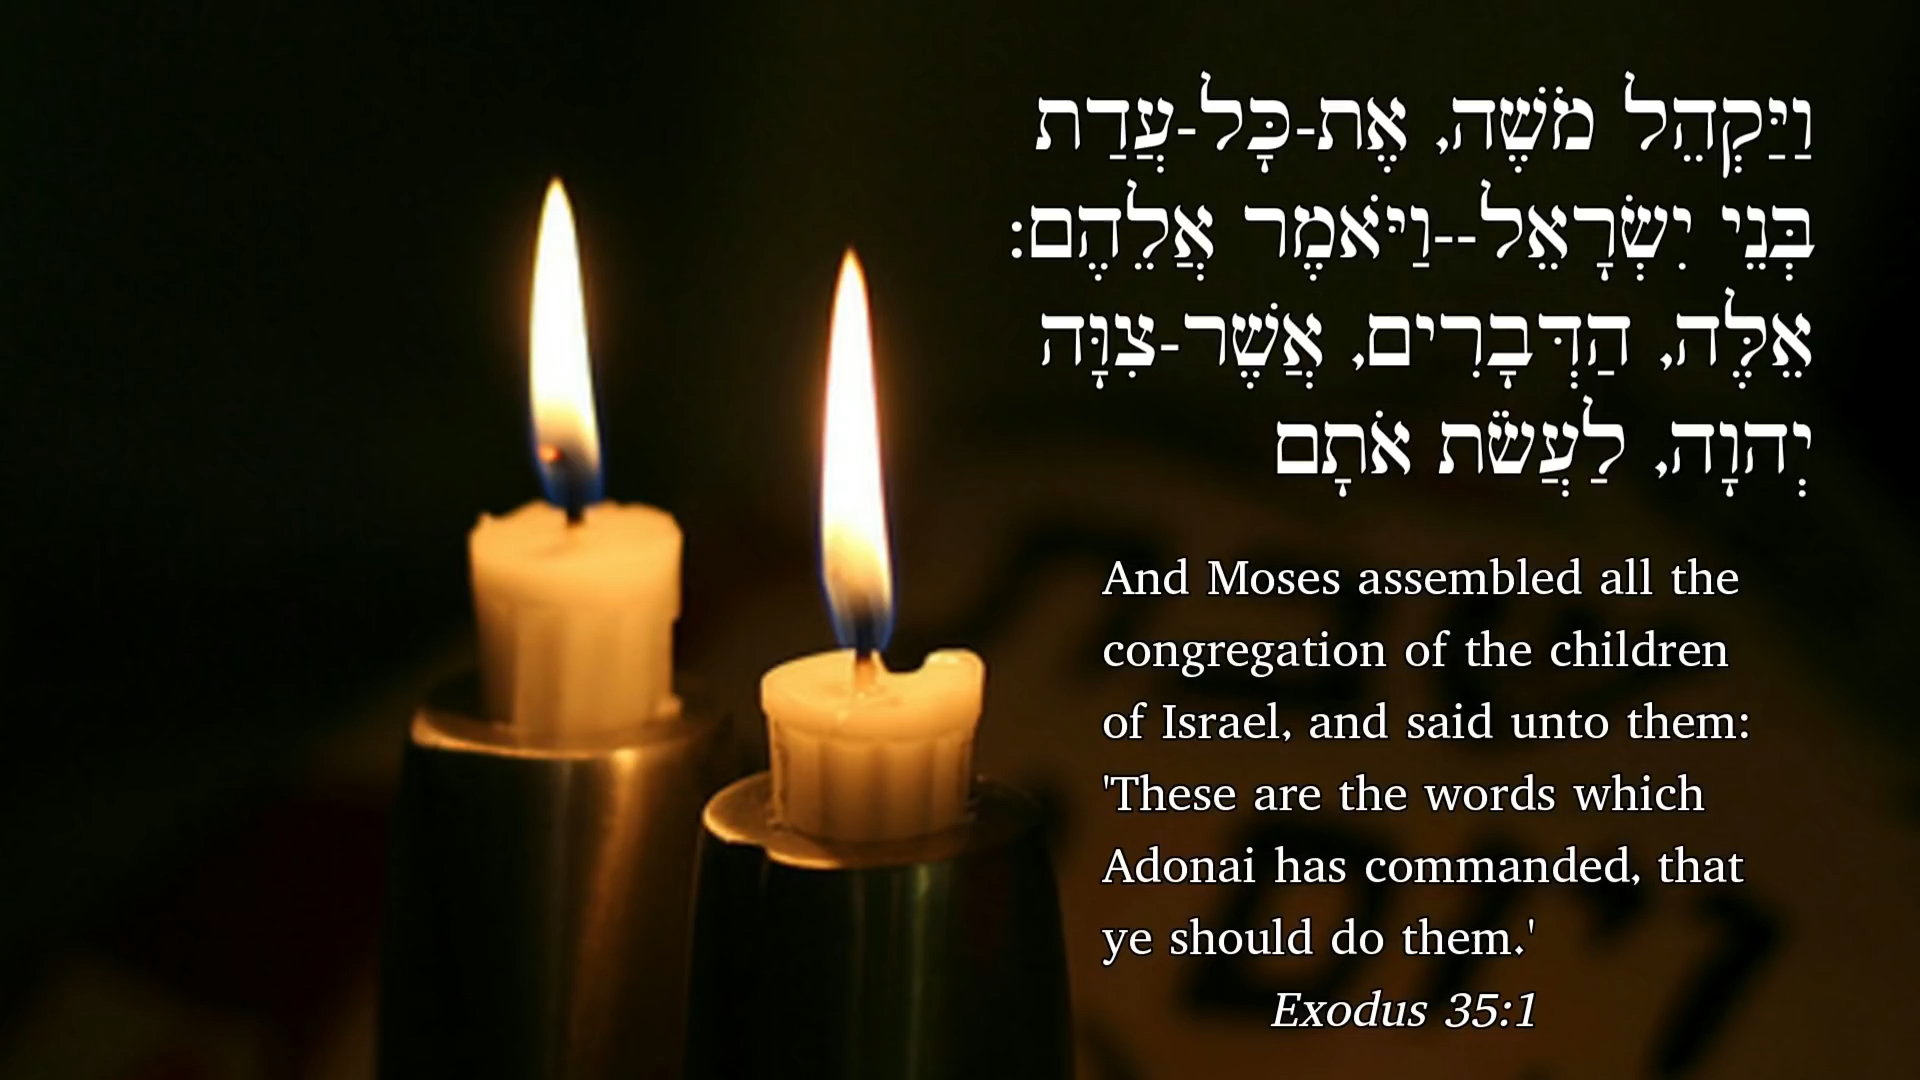 וַיַּקְהֵל מֹשֶׁה, אֶת-כָּל-עֲדַת
בְּנֵי יִשְׂרָאֵל--וַיֹּאמֶר אֲלֵהֶם:
אֵלֶּה, הַדְּבָרִים, אֲשֶׁר-צִוָּה
יְהוָה, לַעֲשֹׂת אֹתָם
And Moses assembled all the
congregation of the children
of Israel, and said unto them:
'These are the words which
Adonai has commanded, that
ye should do them.'
Exodus 35:1